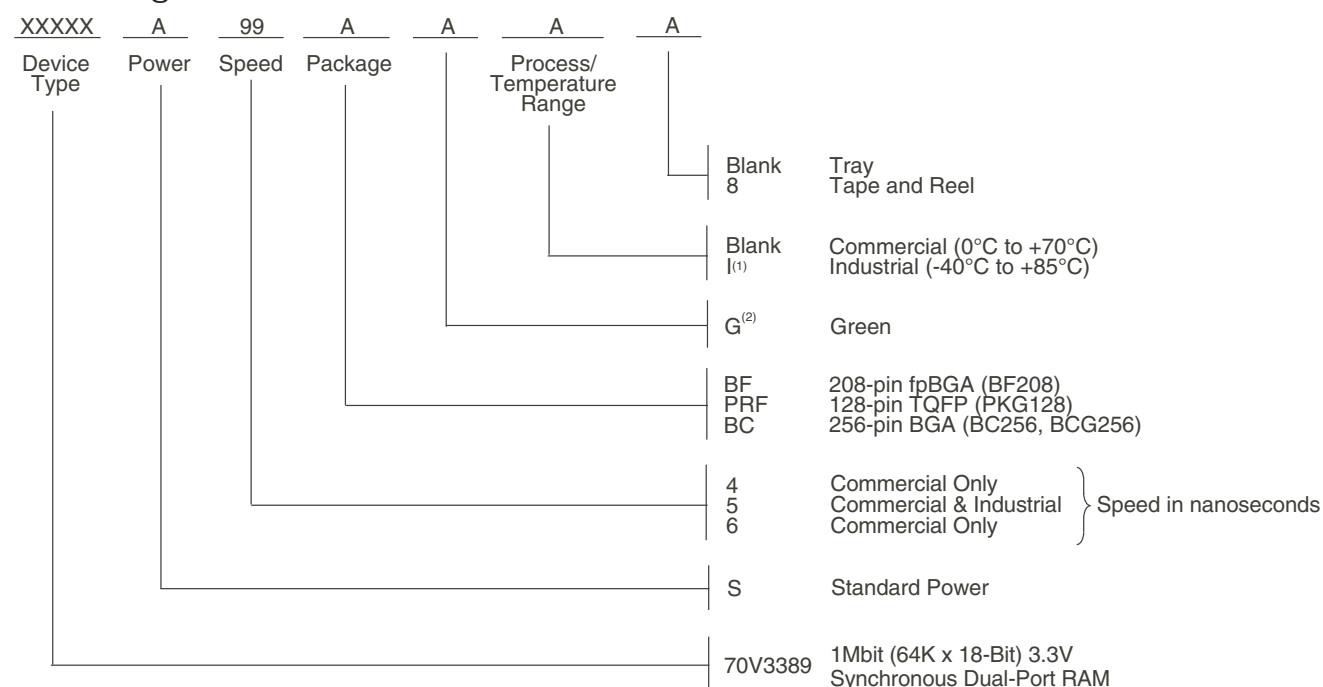 XXXXX A 99 A A A A
Device Type Power Speed Package Process/ Temperature Range
Blank Tray
8 Tape and Reel
Blank Commercial (0°C to +70°C)
I(1) Industrial (-40°C to +85°C)
G(2) Green
BF 208-pin fpBGA (BF208)
PRF 128-pin TQFP (PKG128)
BC 256-pin BGA (BC256, BCG256)
4 Commercial Only
5 Commercial & Industrial Speed in nanoseconds
6 Commercial Only
S Standard Power
70V3389 1Mbit (64K x 18-Bit) 3.3V
Synchronous Dual-Port RAM